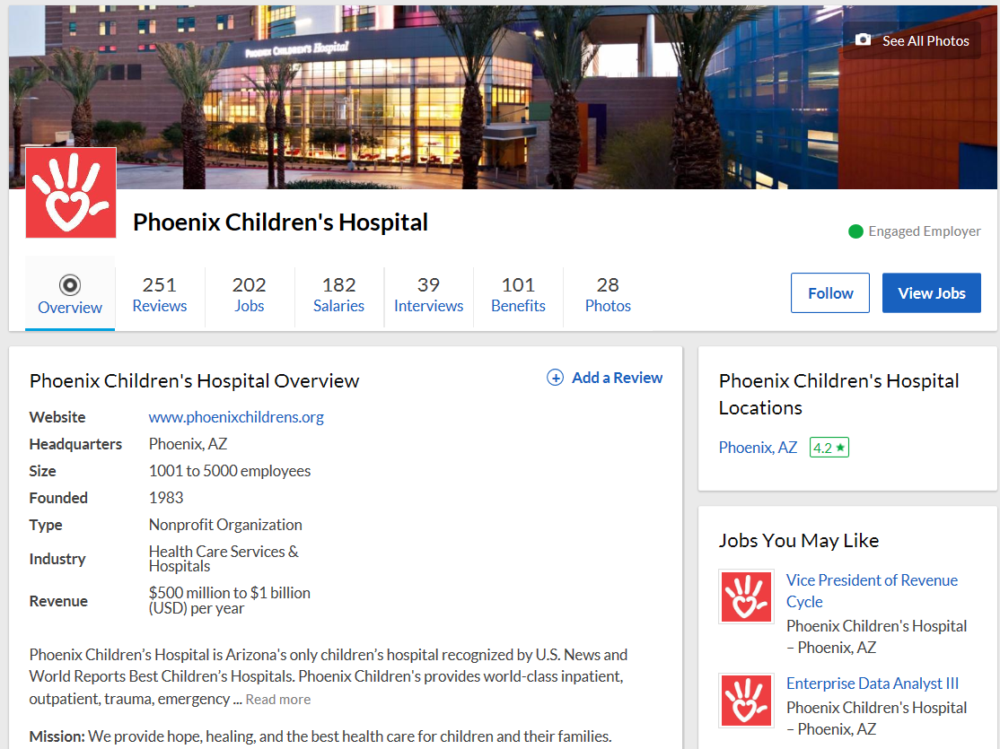 PHOENIX CHILDREN'S Hospital
See All Photos
Phoenix Children's Hospital
Engaged Employer
Overview
251
Reviews
202
Jobs
182
Salaries
39
Interviews
101
Benefits
28
Photos
Follow
View Jobs
Phoenix Children's Hospital Overview
Add a Review
Website www.phoenixchildrens.org
Headquarters Phoenix, AZ
Size 1001 to 5000 employees
Founded 1983
Type Nonprofit Organization
Industry Health Care Services &
Hospitals
Revenue $500 million to $1 billion
(USD) per year
Phoenix Children’s Hospital is Arizona's only children’s hospital recognized by U.S. News and
World Reports Best Children’s Hospitals. Phoenix Children's provides world-class inpatient,
outpatient, trauma, emergency ... Read more
Mission: We provide hope, healing, and the best health care for children and their families.
Phoenix Children's Hospital
Locations
Phoenix, AZ 4.2 ★
Jobs You May Like
Vice President of Revenue
Cycle
Phoenix Children's Hospital
– Phoenix, AZ
Enterprise Data Analyst III
Phoenix Children's Hospital
– Phoenix, AZ